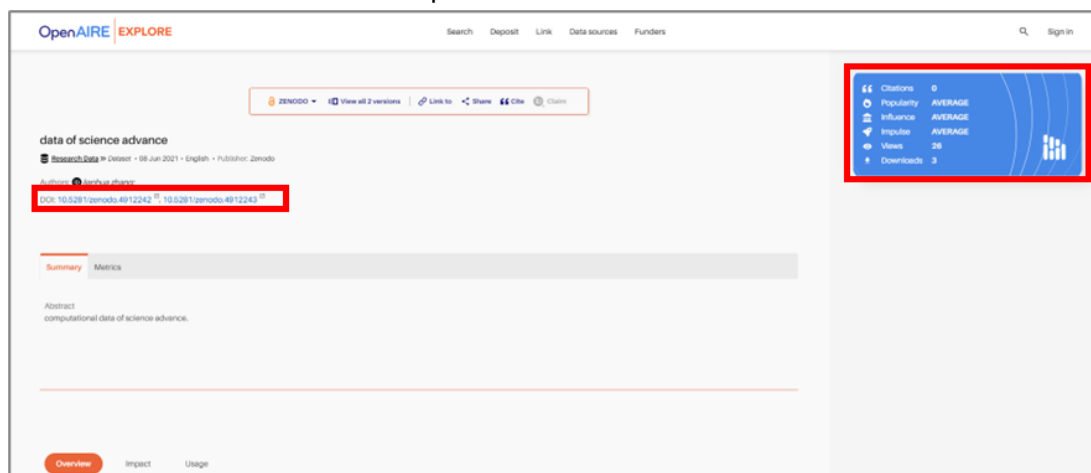 OpenAIRE EXPLORE
Search Deposit Link Data sources Funders
Sign in
ZENODO View all 2 versions Link to Share Cite Claim
data of science advance
Research Data Dataset • 08 Jun 2021 • English • Publisher: Zenodo
Authors:
DOI: 10.5281/zenodo.4912242, 10.5281/zenodo.4912243
Citations 0
Popularity AVERAGE
Influence AVERAGE
Impulse AVERAGE
Views 26
Downloads 3
Summary Metrics
Abstract
computational data of science advance.
Overview Impact Usage